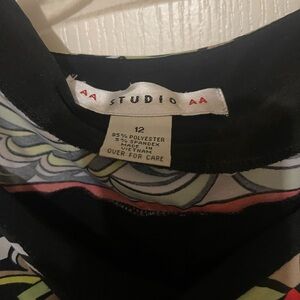 AA STUDIO AA
12
95% POLYESTER
5% SPANDEX
MADE IN
VIETNAM
OVER FOR CARE